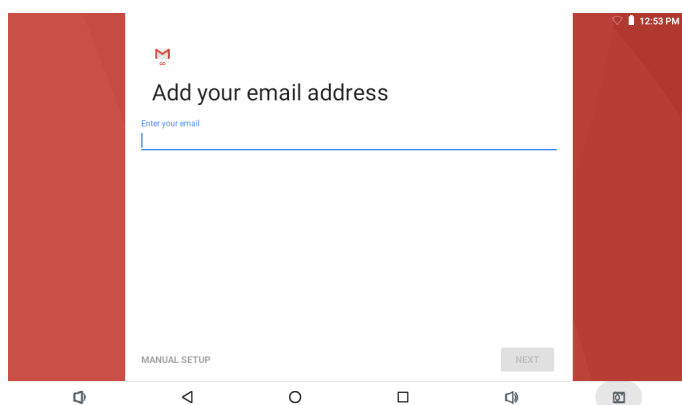 12:53 PM
Add your email address
Enter your email
MANUAL SETUP
NEXT